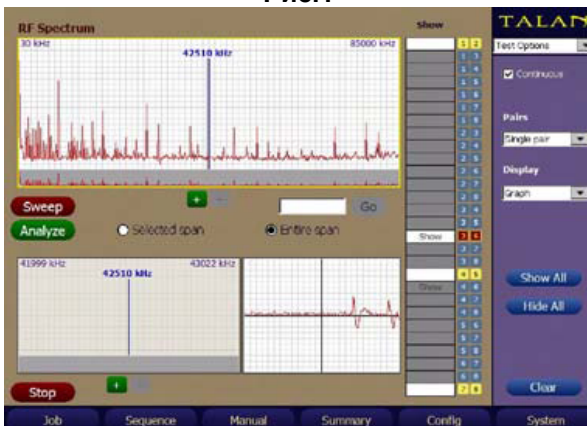 RF Spectrum
Show
TALAN
30 kHz
42510 kHz
85000 kHz
Test Options
Continuous
Pairs
Single pair
Display
Graph
Sweep
Go
Analyze
Selected span
Entire span
Show
41999 kHz
43022 kHz
42510 kHz
Show
Show All
Hide All
Stop
Clear
Job
Sequence
Manual
Summary
Config
System